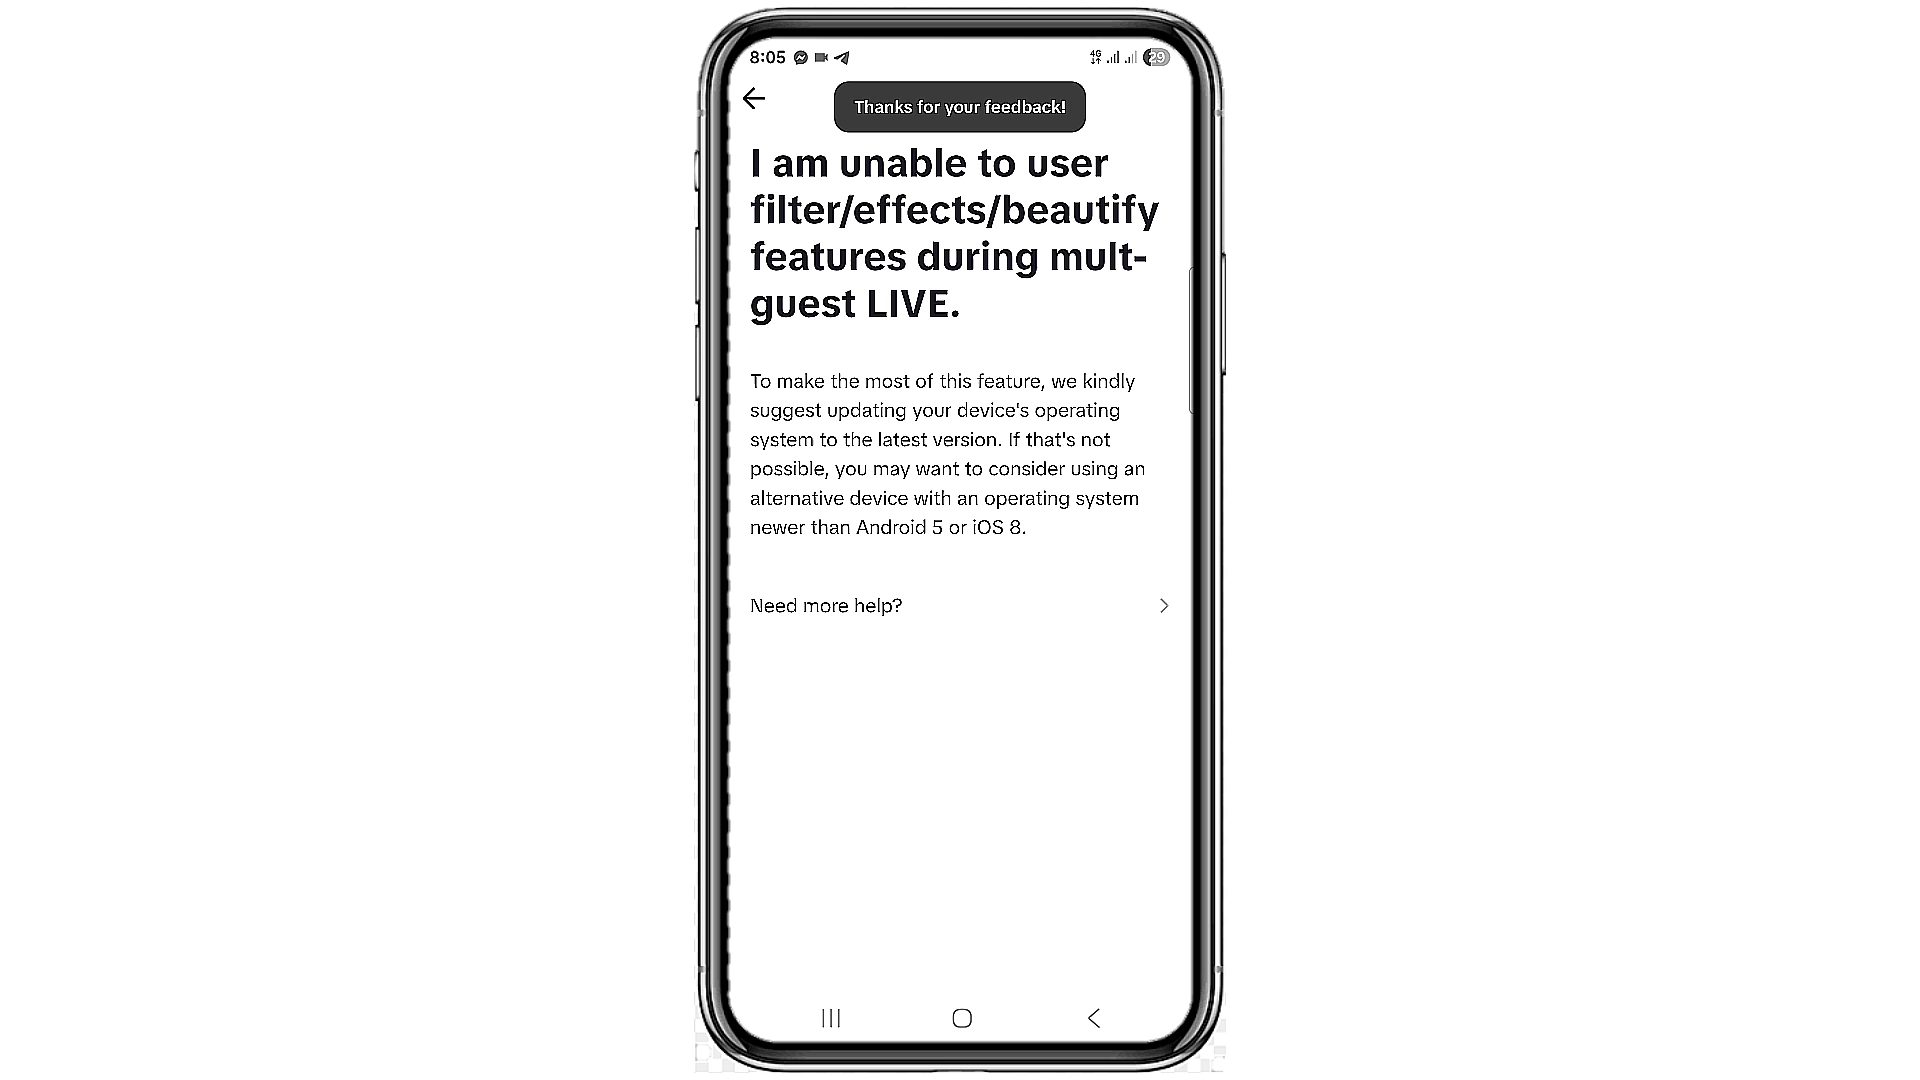 8:05 4G 29
Thanks for your feedback!
I am unable to user
filter/effects/beautify
features during mult-
guest LIVE.
To make the most of this feature, we kindly
suggest updating your device's operating
system to the latest version. If that's not
possible, you may want to consider using an
alternative device with an operating system
newer than Android 5 or iOS 8.
Need more help?